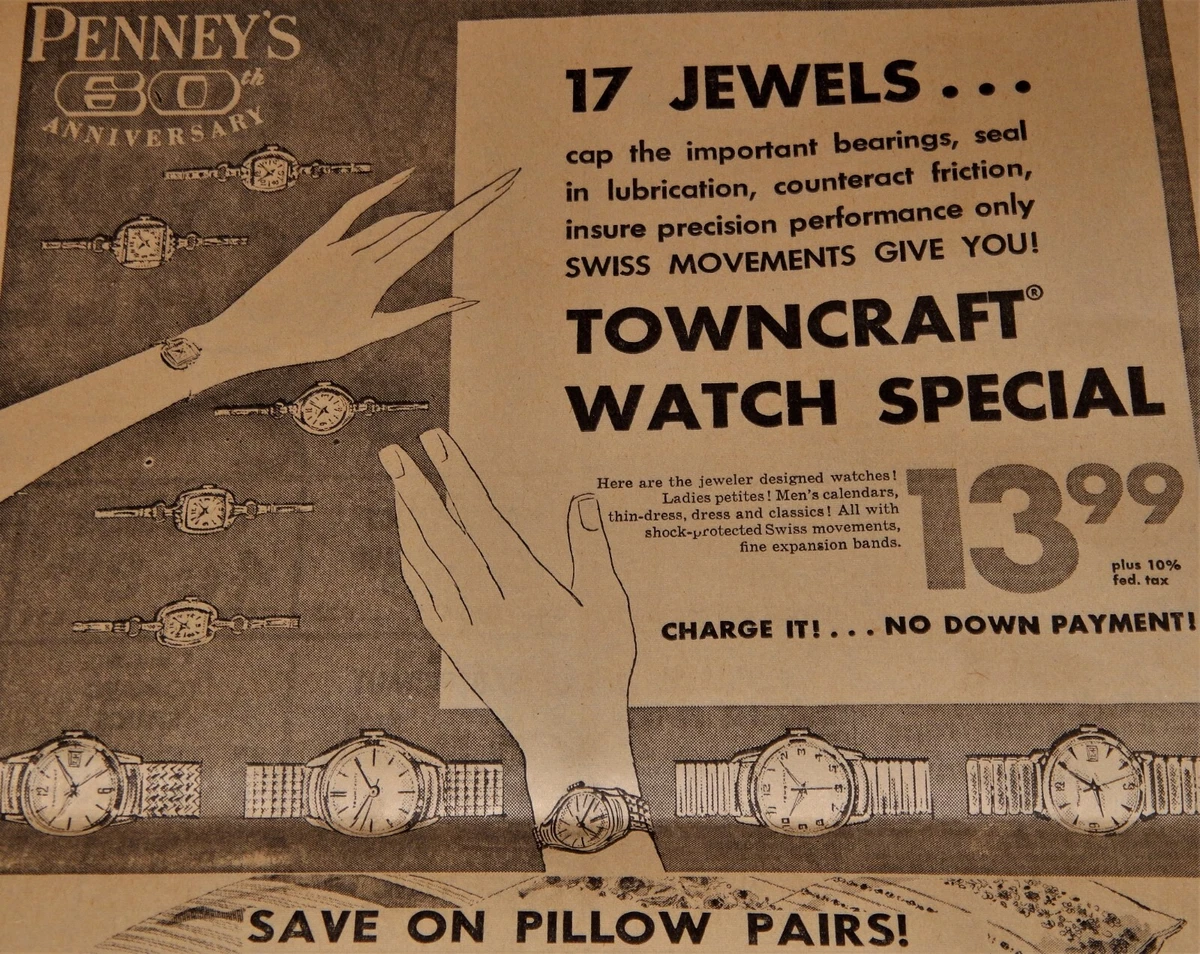 PENNEY'S
60th
ANNIVERSARY
17 JEWELS...
cap the important bearings, seal
in lubrication, counteract friction,
insure precision performance only
SWISS MOVEMENTS GIVE YOU!
TOWNCRAFT®
WATCH SPECIAL
Here are the jeweler designed watches!
Ladies petites! Men's calendars,
thin-dress, dress and classics! All with
shock-protected Swiss movements,
fine expansion bands.
13⁹⁹
plus 10%
fed. tax
CHARGE IT!... NO DOWN PAYMENT!
SAVE ON PILLOW PAIRS!